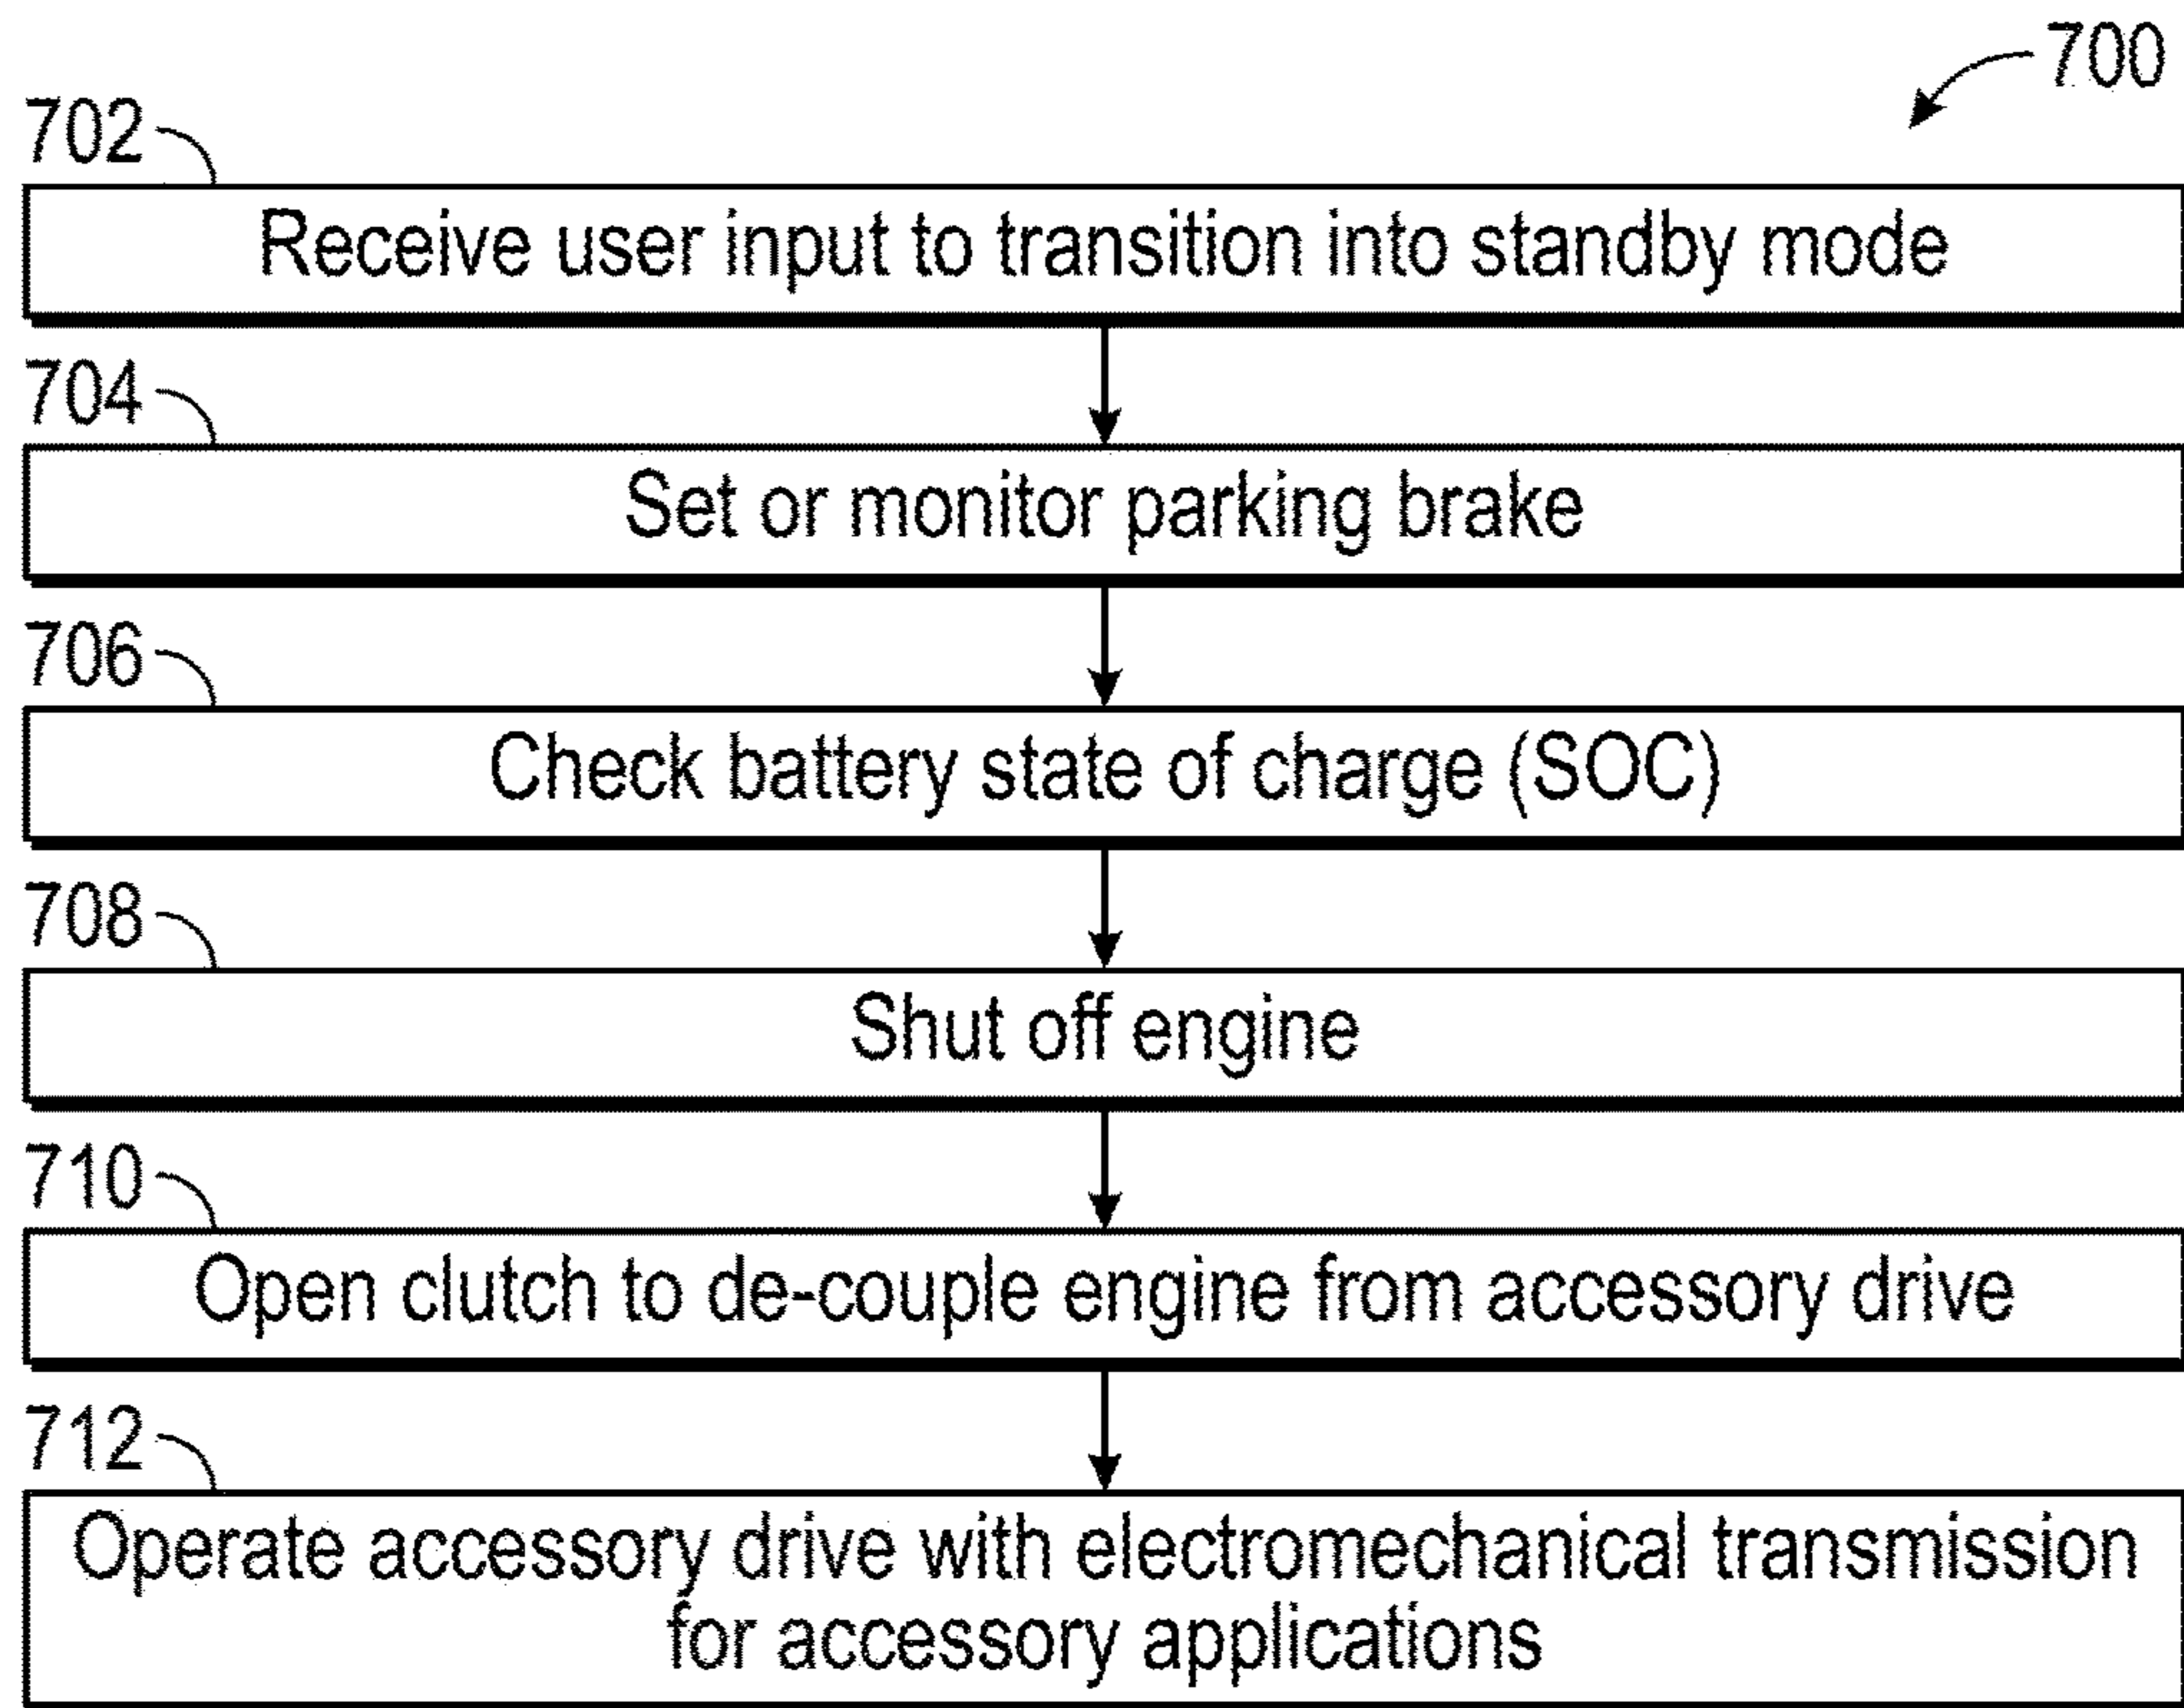 700
702
Receive user input to transition into standby mode
704
Set or monitor parking brake
706
Check battery state of charge (SOC)
708
Shut off engine
710
Open clutch to de-couple engine from accessory drive
712
Operate accessory drive with electromechanical transmission
for accessory applications